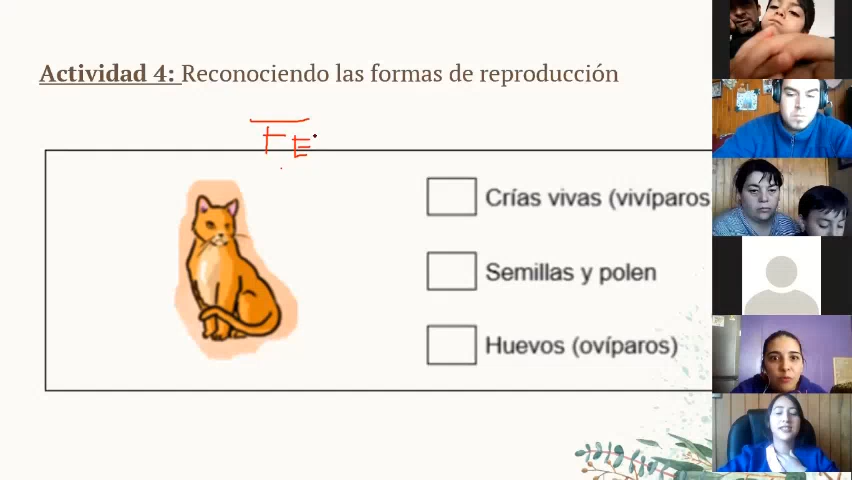 Actividad 4: Reconociendo las formas de reproducción
FE
Crías vivas (vivíparos
Semillas y polen
Huevos (ovíparos)